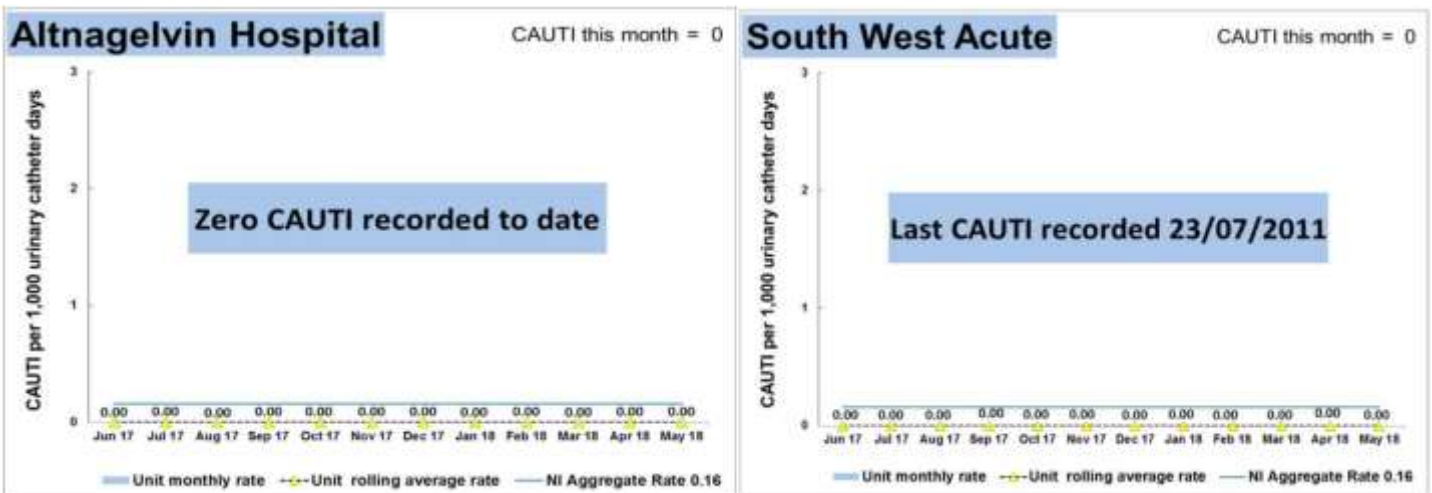 Altnagelvin Hospital
CAUTI this month = 0
CAUTI per 1,000 urinary catheter days
3
2
1
0
Zero CAUTI recorded to date
0.00 0.00 0.00 0.00 0.00 0.00 0.00 0.00 0.00 0.00 0.00 0.00
Jun 17 Jul 17 Aug 17 Sep 17 Oct 17 Nov 17 Dec 17 Jan 18 Feb 18 Mar 18 Apr 18 May 18
Unit monthly rate Unit rolling average rate NI Aggregate Rate 0.16
South West Acute
CAUTI this month = 0
CAUTI per 1,000 urinary catheter days
3
2
1
0
Last CAUTI recorded 23/07/2011
0.00 0.00 0.00 0.00 0.00 0.00 0.00 0.00 0.00 0.00 0.00 0.00
Jun 17 Jul 17 Aug 17 Sep 17 Oct 17 Nov 17 Dec 17 Jan 18 Feb 18 Mar 18 Apr 18 May 18
Unit monthly rate Unit rolling average rate NI Aggregate Rate 0.16